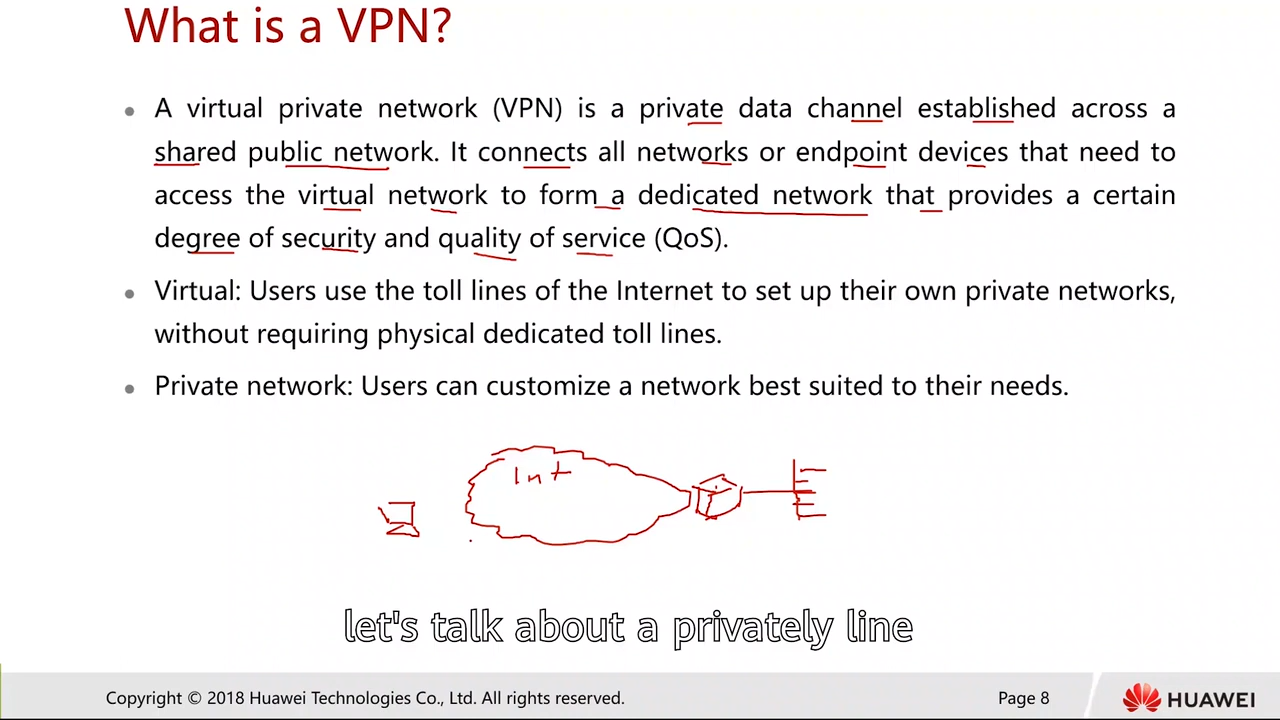 What is a VPN?
• A virtual private network (VPN) is a private data channel established across a
shared public network. It connects all networks or endpoint devices that need to
access the virtual network to form a dedicated network that provides a certain
degree of security and quality of service (QoS).
• Virtual: Users use the toll lines of the Internet to set up their own private networks,
without requiring physical dedicated toll lines.
• Private network: Users can customize a network best suited to their needs.
Int
let's talk about a privately line
Copyright © 2018 Huawei Technologies Co., Ltd. All rights reserved.
Page 8
HUAWEI